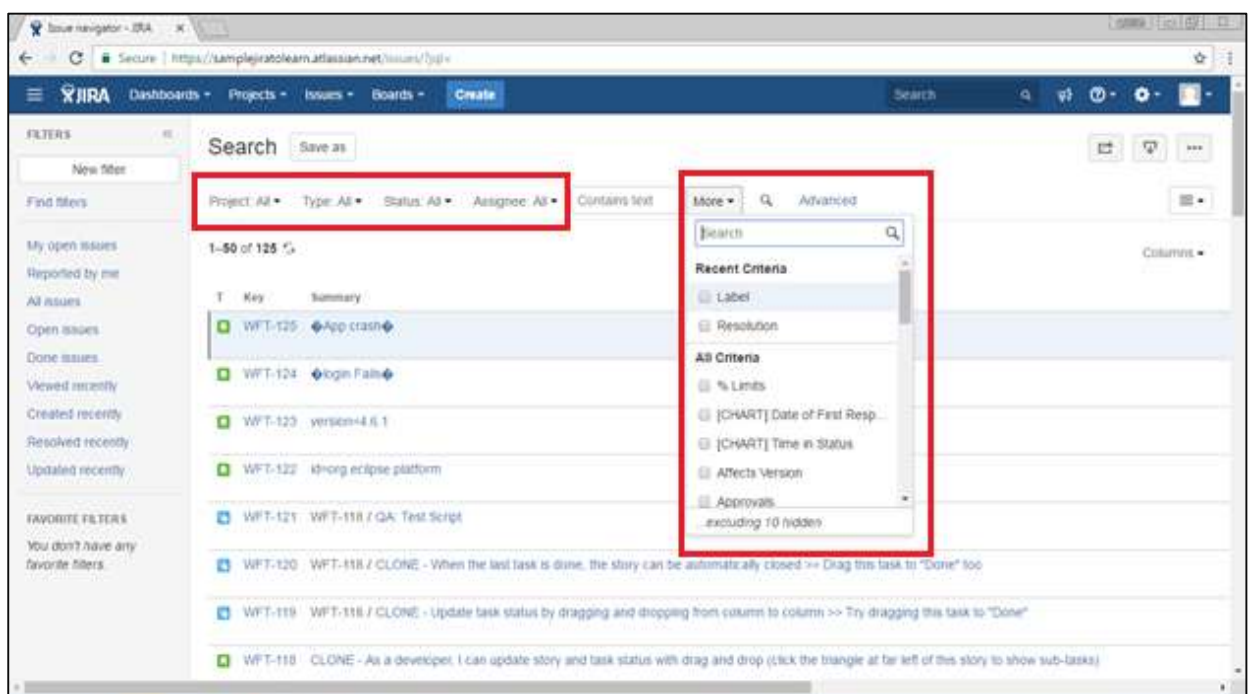 Issue navigator - JIRA
Secure https://samplejiratolearn.atlassian.net/issues/?jql=
JIRA Dashboards Projects Issues Boards Create Search
FILTERS
New filter
Find filters
My open issues
Reported by me
All issues
Open issues
Done issues
Viewed recently
Created recently
Resolved recently
Updated recently
FAVORITE FILTERS
You don't have any
favorite filters.
Search Save as
Project: All Type: All Status: All Assignee: All Contains text More Advanced
1–50 of 125
Columns
T Key Summary
WFT-125 �App crash�
WFT-124 �login Fails�
WFT-123 version=4.6.1
WFT-122 id=org.eclipse.platform
WFT-121 WFT-118 / QA: Test Script
WFT-120 WFT-118 / CLONE - When the last task is done, the story can be automatically closed >> Drag this task to "Done" too
WFT-119 WFT-118 / CLONE - Update task status by dragging and dropping from column to column >> Try dragging this task to "Done"
WFT-118 CLONE - As a developer, I can update story and task status with drag and drop (click the triangle at far left of this story to show sub-tasks)
Search
Recent Criteria
Label
Resolution
All Criteria
% Limits
[CHART] Date of First Resp...
[CHART] Time in Status
Affects Version
Approvals
...excluding 10 hidden